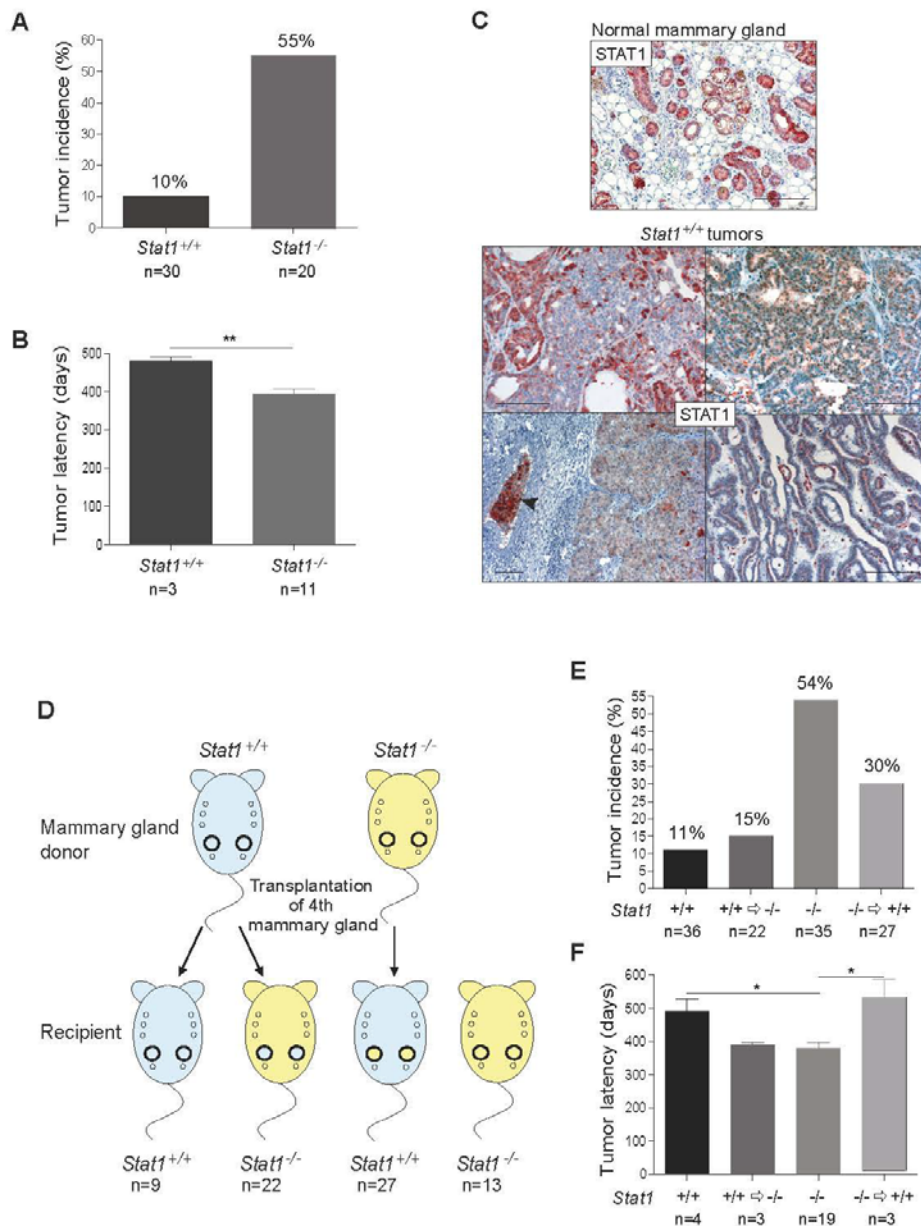 A
Tumor incidence (%)
60
50
40
30
20
10
0
10%
55%
Stat1+/+
Stat1-/-
n=30
n=20
B
Tumor latency (days)
500
400
300
200
100
0
**
Stat1+/+
Stat1-/-
n=3
n=11
C
Normal mammary gland
STAT1
Stat1+/+ tumors
STAT1
D
Stat1+/+
Stat1-/-
Mammary gland
donor
Transplantation
of 4th
mammary gland
Recipient
Stat1+/+
Stat1-/-
Stat1+/+
Stat1-/-
n=9
n=22
n=27
n=13
E
Tumor incidence (%)
55
50
45
40
35
30
25
20
15
10
5
0
11%
15%
54%
30%
Stat1
+/+
+/+ ⇨ -/-
-/-
-/- ⇨ +/+
n=36
n=22
n=35
n=27
F
Tumor latency (days)
600
500
400
300
200
100
0
*
*
Stat1
+/+
+/+ ⇨ -/-
-/-
-/- ⇨ +/+
n=4
n=3
n=19
n=3